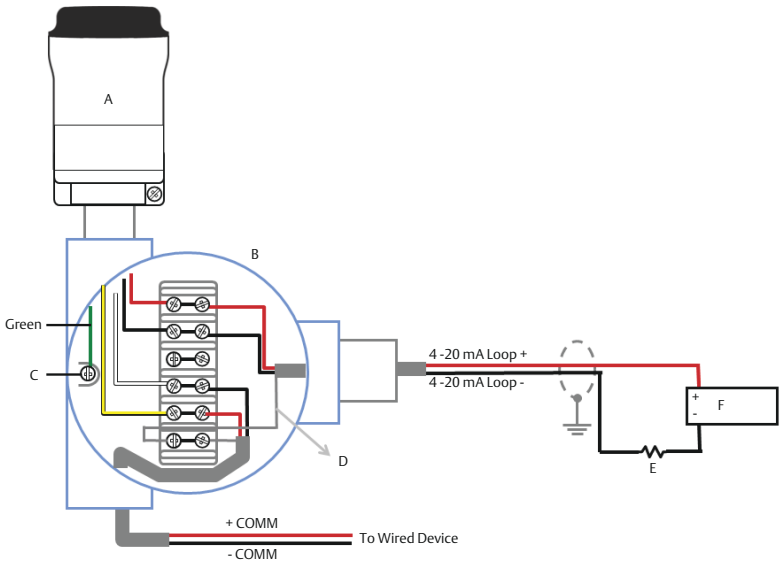 A
B
Green
C
4 -20 mA Loop +
4 -20 mA Loop -
+
-
F
D
E
+ COMM
To Wired Device
- COMM